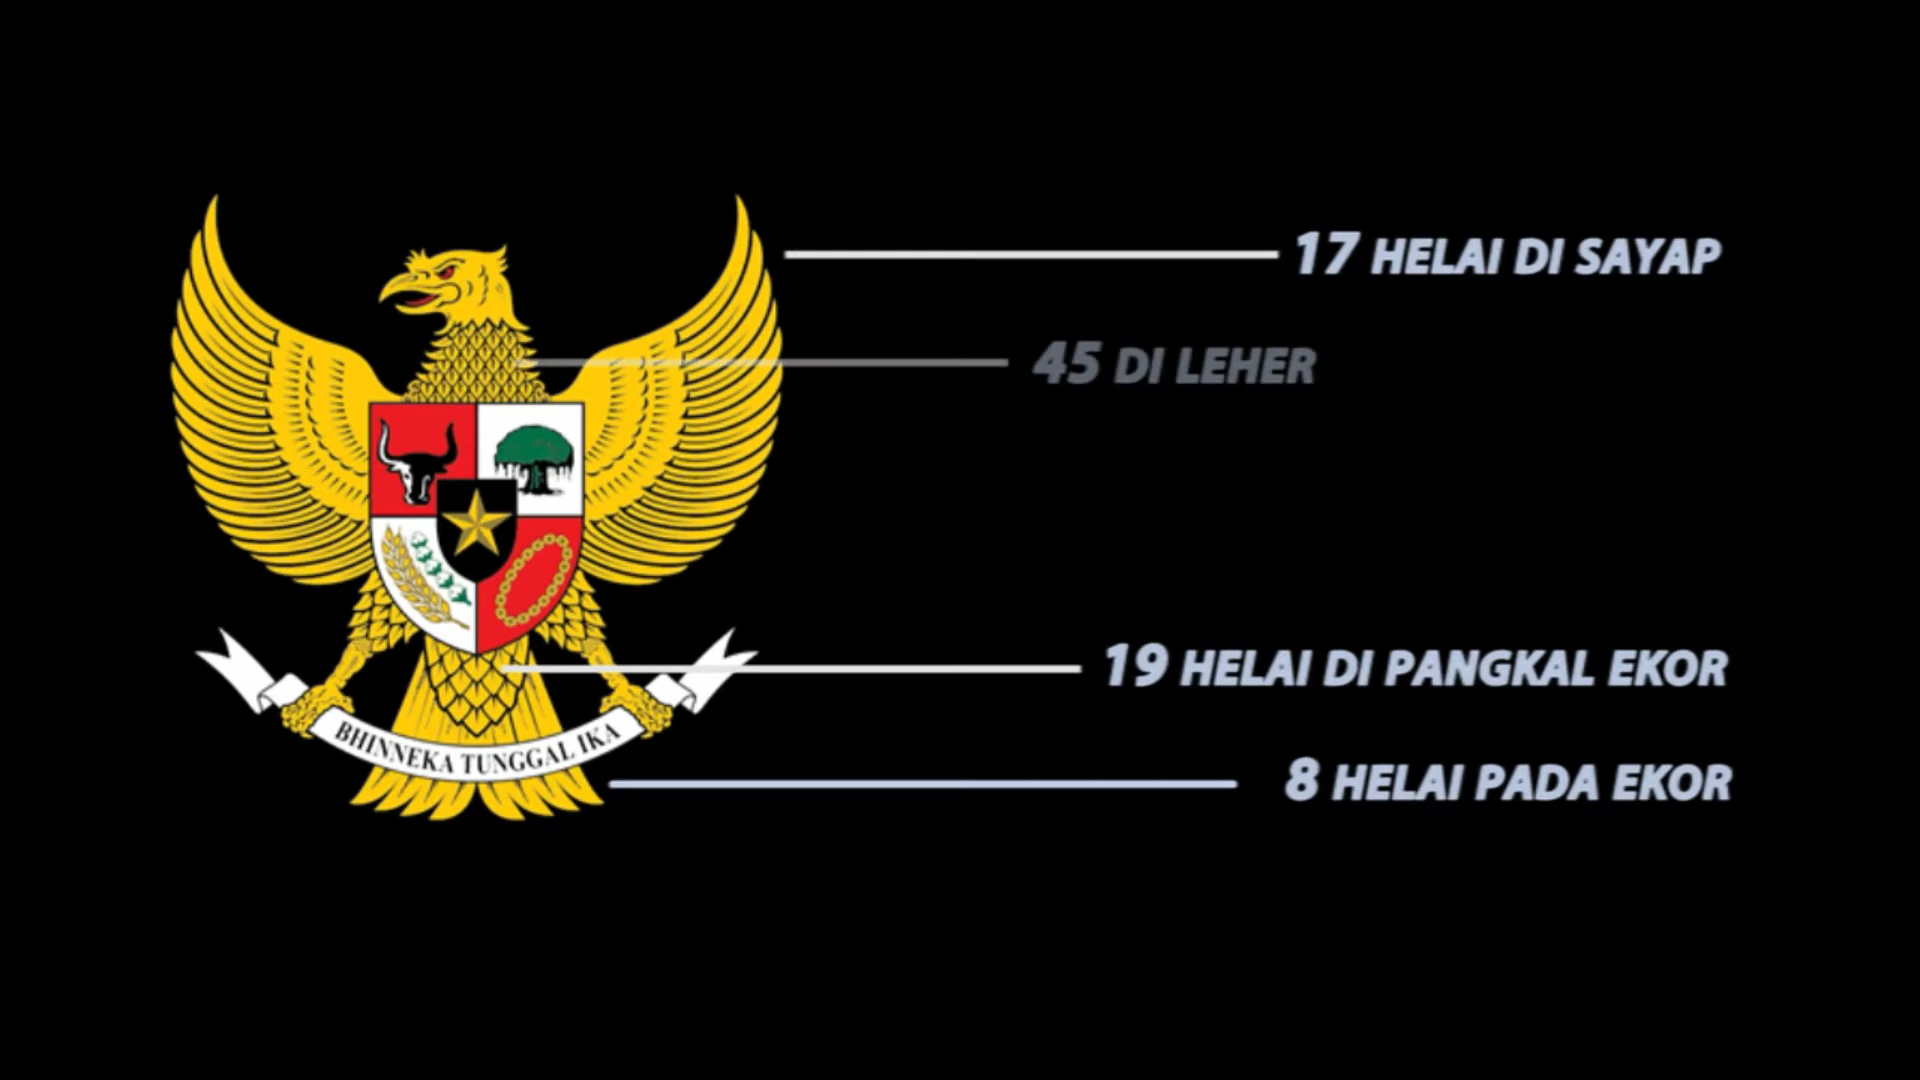 17 HELAI DI SAYAP
45 DI LEHER
19 HELAI DI PANGKAL EKOR
BHINNEKA TUNGGAL IKA
8 HELAI PADA EKOR